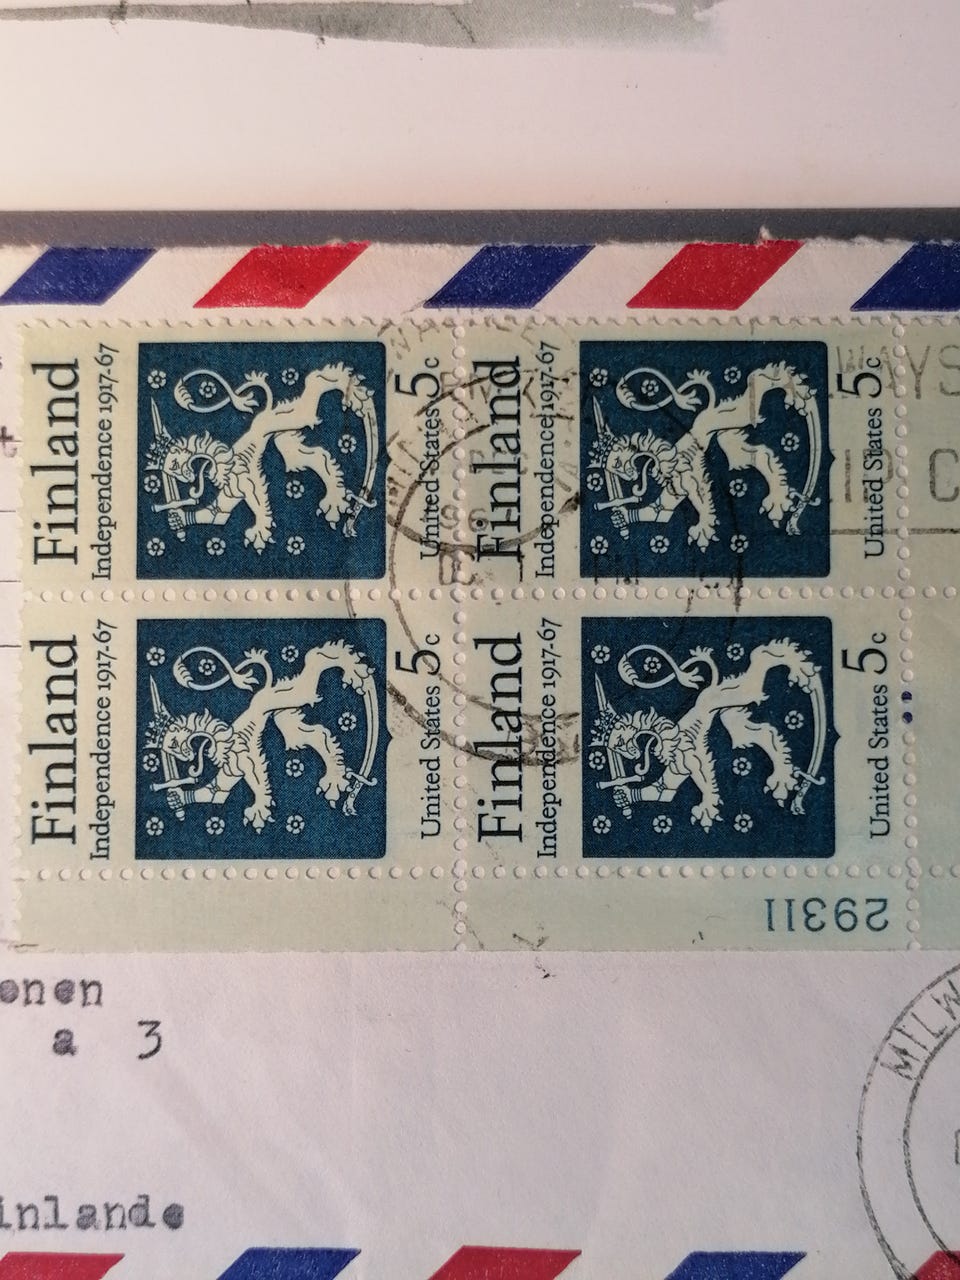 Finland
Independence 1917-67
United States 5c
Finland
Independence 1917-67
United States 5c
Finland
Independence 1917-67
United States 5c
Finland
Independence 1917-67
United States 5c
29311
onen
a 3
inlande